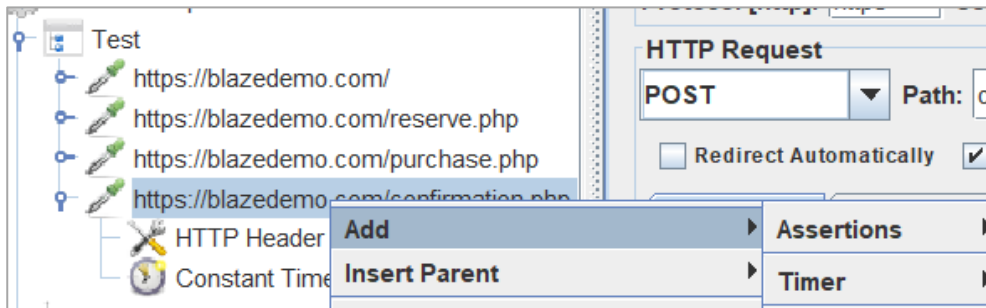 Test
https://blazedemo.com/
https://blazedemo.com/reserve.php
https://blazedemo.com/purchase.php
https://blazedemo.com/confirmation.php
HTTP Header
Constant Time
HTTP Request
POST
Path:
Redirect Automatically
Add
Insert Parent
Assertions
Timer